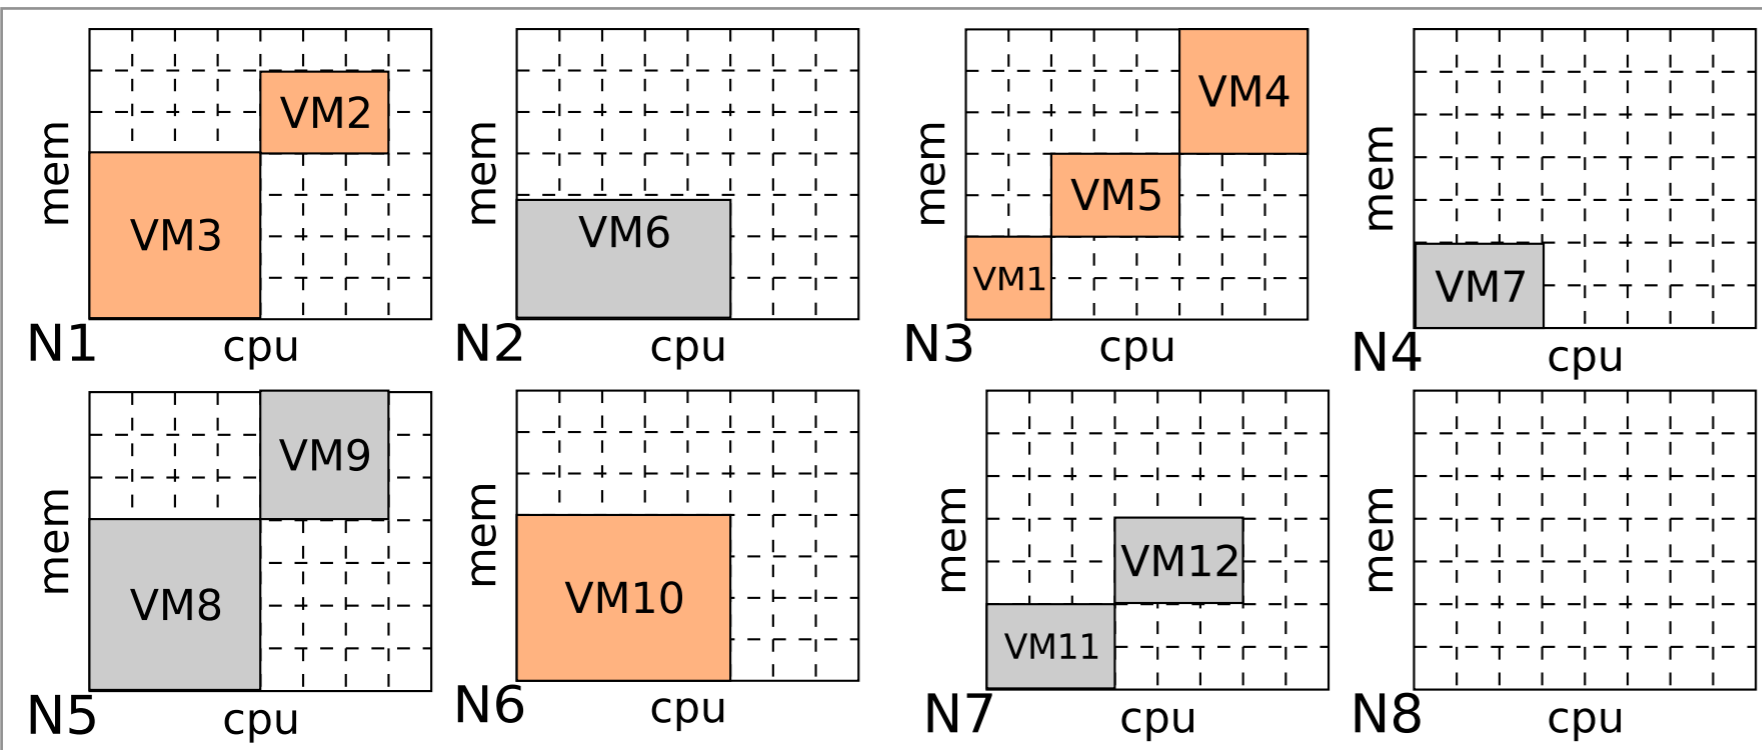 VM2
VM4
VM5
VM3
VM6
VM1
VM7
mem
mem
mem
mem
N1
cpu
N2
cpu
N3
cpu
N4
cpu
VM9
VM12
VM8
VM10
VM11
mem
mem
mem
mem
N5
cpu
N6
cpu
N7
cpu
N8
cpu